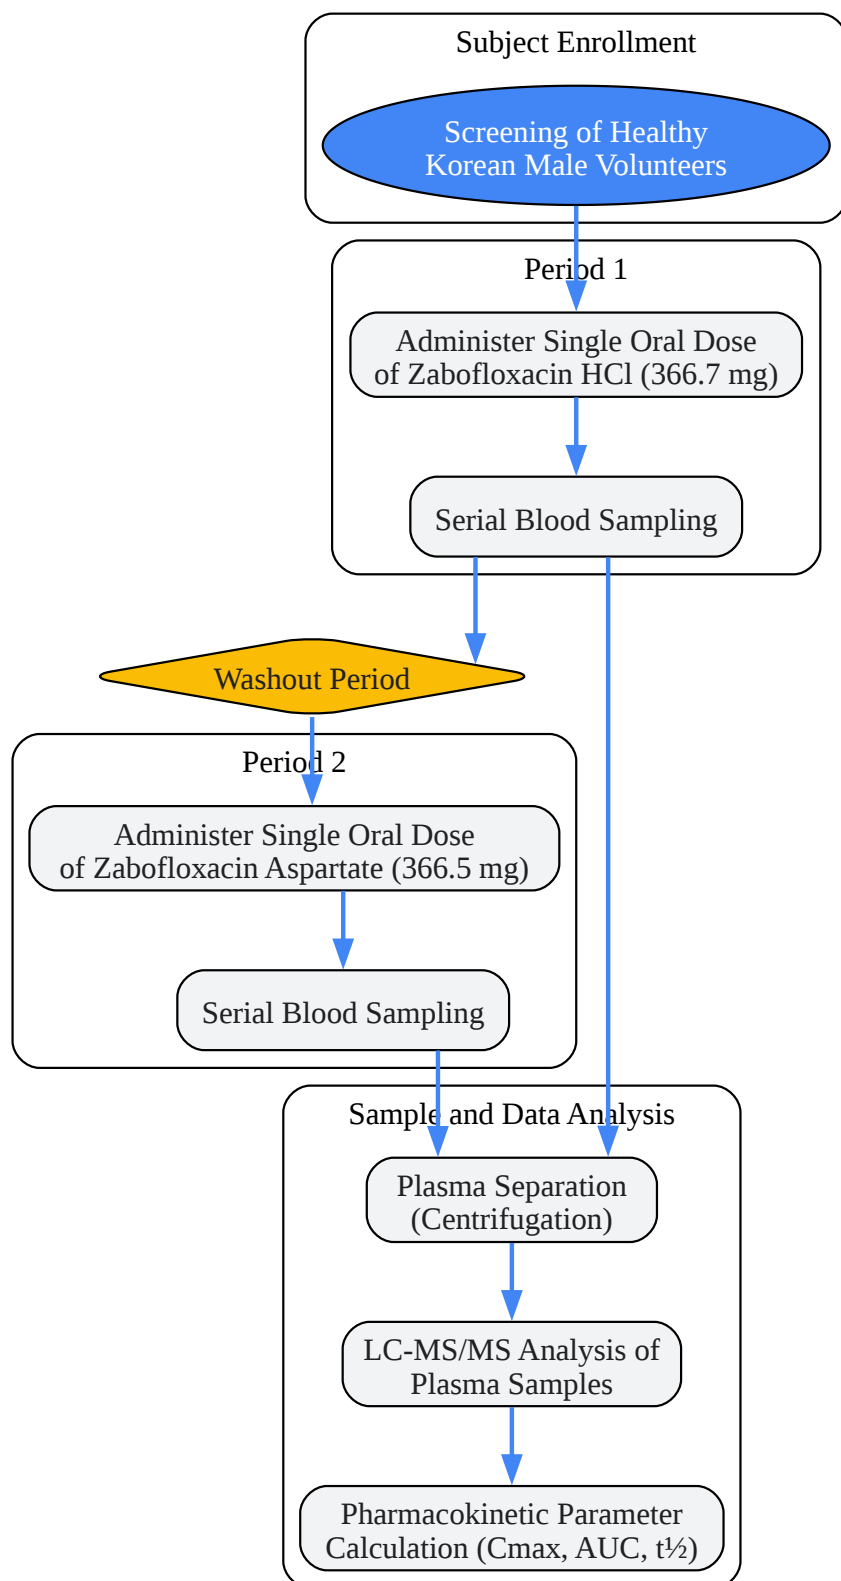 Subject Enrollment
Screening of Healthy
Korean Male Volunteers
Period 1
Administer Single Oral Dose
of Zabofloxacin HCl (366.7 mg)
Serial Blood Sampling
Washout Period
Period 2
Administer Single Oral Dose
of Zabofloxacin Aspartate (366.5 mg)
Serial Blood Sampling
Sample and Data Analysis
Plasma Separation
(Centrifugation)
LC-MS/MS Analysis of
Plasma Samples
Pharmacokinetic Parameter
Calculation (Cmax, AUC, t½)